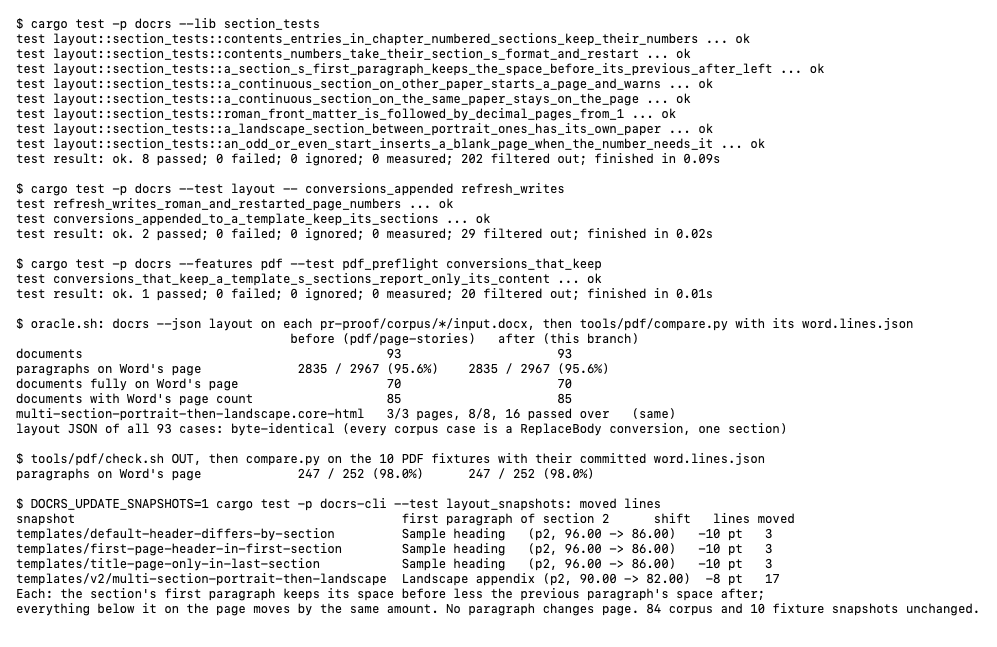 $ cargo test -p docrs --lib section_tests
test layout::section_tests::contents_entries_in_chapter_numbered_sections_keep_their_numbers ... ok
test layout::section_tests::contents_numbers_take_their_section_s_format_and_restart ... ok
test layout::section_tests::a_section_s_first_paragraph_keeps_the_space_before_its_previous_after_left ... ok
test layout::section_tests::a_continuous_section_on_other_paper_starts_a_page_and_warns ... ok
test layout::section_tests::a_continuous_section_on_the_same_paper_stays_on_the_page ... ok
test layout::section_tests::roman_front_matter_is_followed_by_decimal_pages_from_1 ... ok
test layout::section_tests::a_landscape_section_between_portrait_ones_has_its_own_paper ... ok
test layout::section_tests::an_odd_or_even_start_inserts_a_blank_page_when_the_number_needs_it ... ok
test result: ok. 8 passed; 0 failed; 0 ignored; 0 measured; 202 filtered out; finished in 0.09s

$ cargo test -p docrs --test layout -- conversions_appended refresh_writes
test refresh_writes_roman_and_restarted_page_numbers ... ok
test conversions_appended_to_a_template_keep_its_sections ... ok
test result: ok. 2 passed; 0 failed; 0 ignored; 0 measured; 29 filtered out; finished in 0.02s

$ cargo test -p docrs --features pdf --test pdf_preflight conversions_that_keep
test conversions_that_keep_a_template_s_sections_report_only_its_content ... ok
test result: ok. 1 passed; 0 failed; 0 ignored; 0 measured; 20 filtered out; finished in 0.01s

$ oracle.sh: docrs --json layout on each pr-proof/corpus/*/input.docx, then tools/pdf/compare.py with its word.lines.json
before (pdf/page-stories)   after (this branch)
documents                                        93                    93
paragraphs on Word's page             2835 / 2967 (95.6%)    2835 / 2967 (95.6%)
documents fully on Word's page                   70                    70
documents with Word's page count                 85                    85
multi-section-portrait-then-landscape.core-html   3/3 pages, 8/8, 16 passed over   (same)
layout JSON of all 93 cases: byte-identical (every corpus case is a ReplaceBody conversion, one section)

$ tools/pdf/check.sh OUT, then compare.py on the 10 PDF fixtures with their committed word.lines.json
paragraphs on Word's page             247 / 252 (98.0%)      247 / 252 (98.0%)

$ DOCRS_UPDATE_SNAPSHOTS=1 cargo test -p docrs-cli --test layout_snapshots: moved lines
snapshot                                           first paragraph of section 2      shift   lines moved
templates/default-header-differs-by-section        Sample heading   (p2, 96.00 -> 86.00)   -10 pt   3
templates/first-page-header-in-first-section       Sample heading   (p2, 96.00 -> 86.00)   -10 pt   3
templates/title-page-only-in-last-section          Sample heading   (p2, 96.00 -> 86.00)   -10 pt   3
templates/v2/multi-section-portrait-then-landscape  Landscape appendix (p2, 90.00 -> 82.00)  -8 pt   17
Each: the section's first paragraph keeps its space before less the previous paragraph's space after;
everything below it on the page moves by the same amount. No paragraph changes page. 84 corpus and 10 fixture snapshots unchanged.